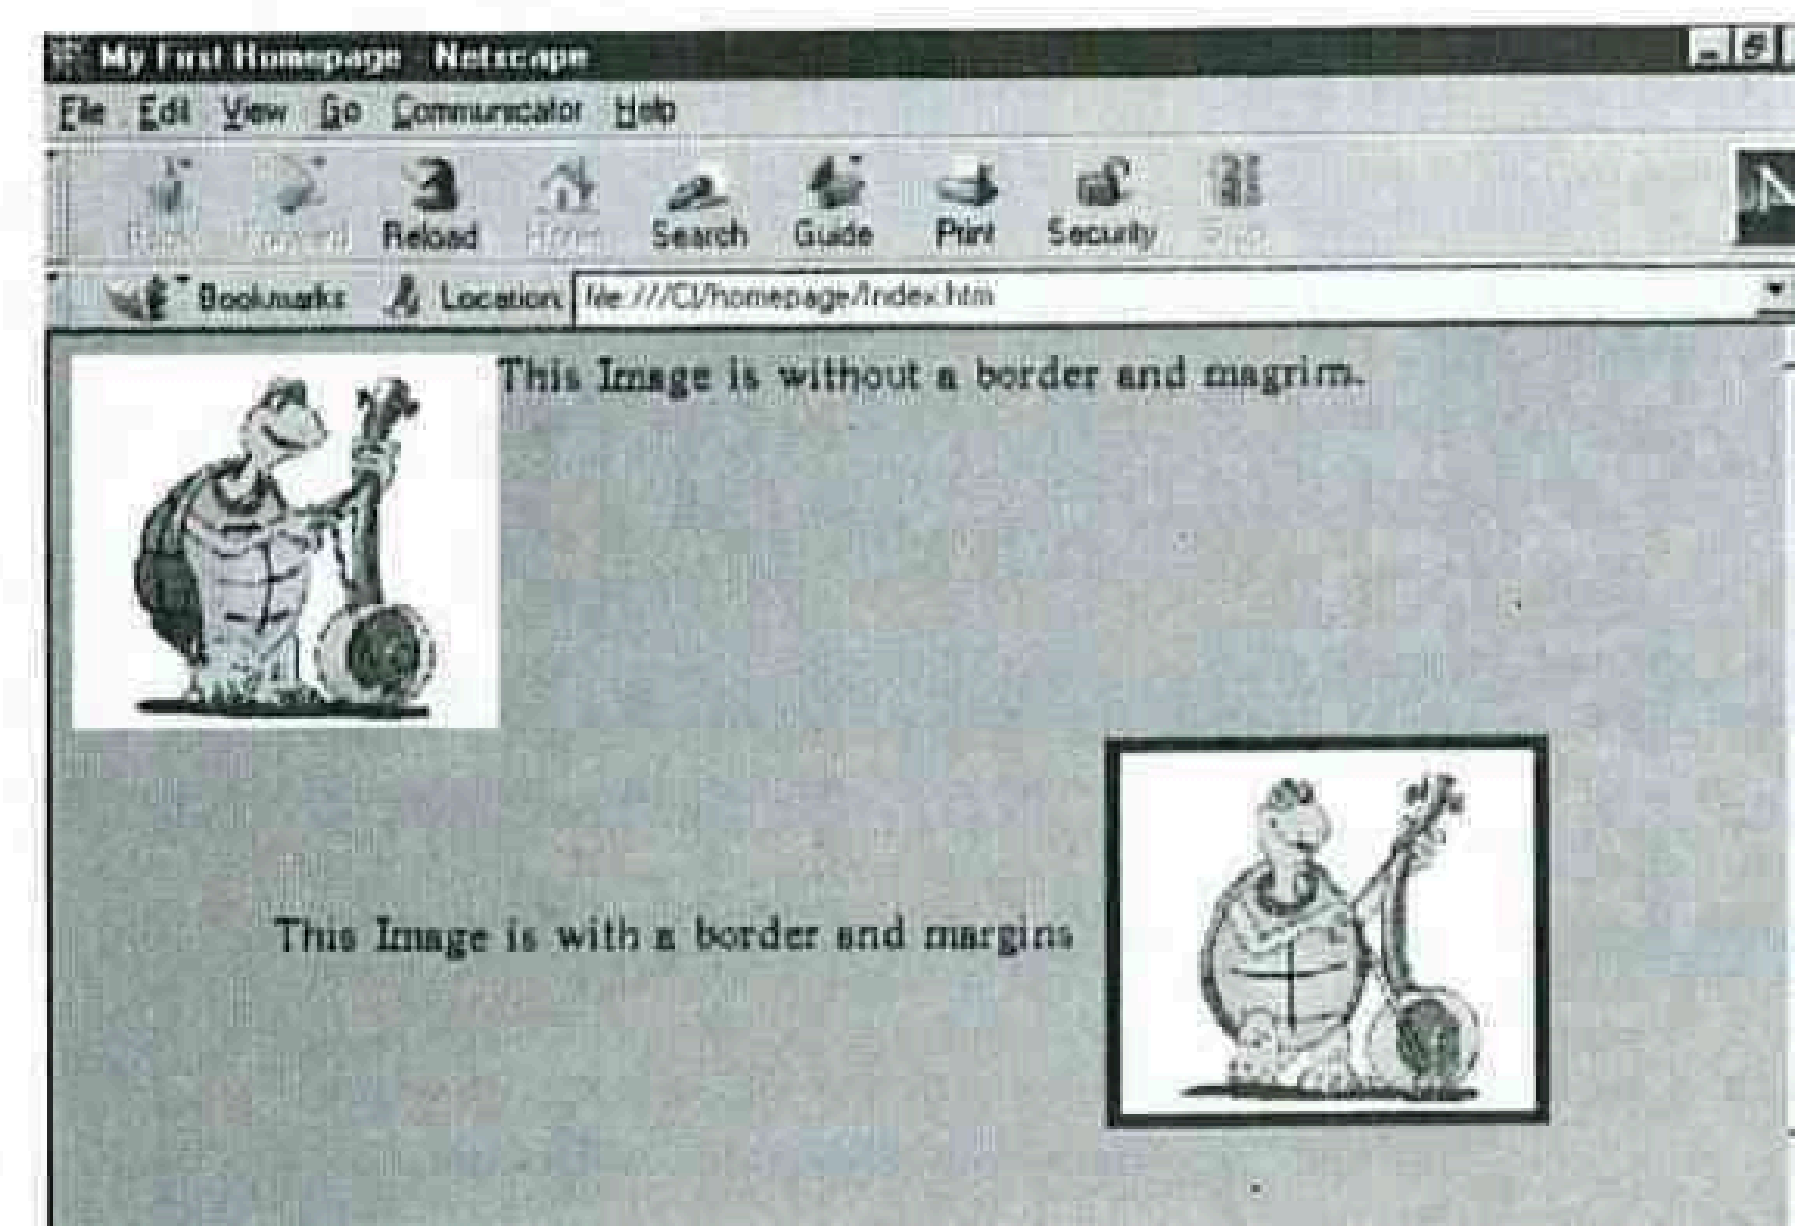 My First Homepage - Netscape
File Edit View Go Communicator Help
Reload Home Search Guide Print Security
Bookmarks Location: file:///C|/homepage/Index.htm
This Image is without a border and magrim.
This Image is with a border and margins